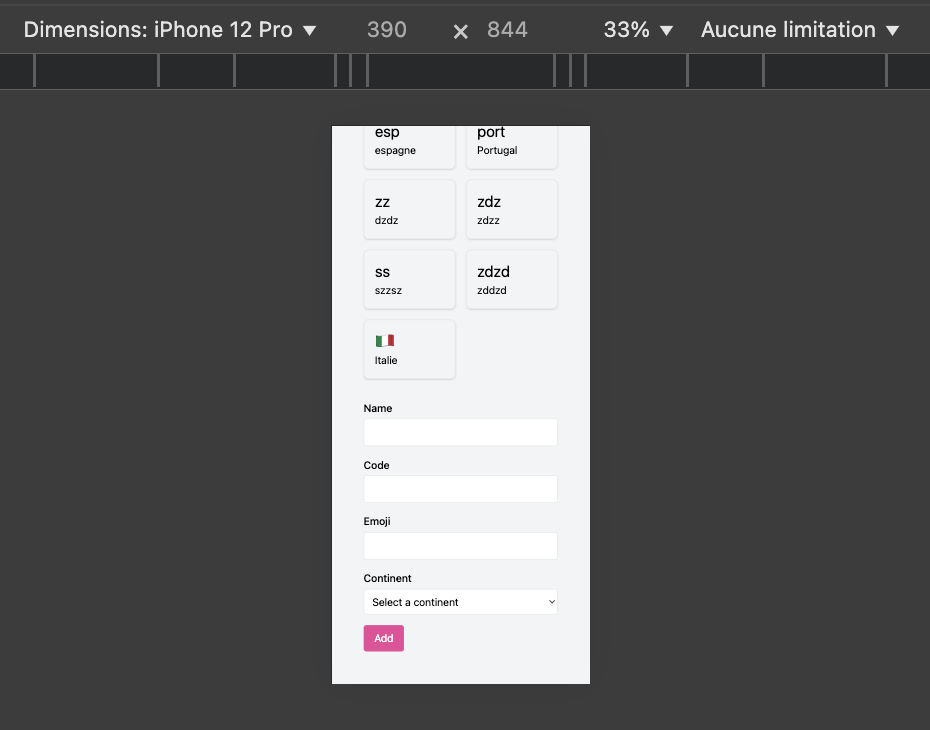 Dimensions: iPhone 12 Pro ▼ 390 × 844 33% ▼ Aucune limitation ▼
esp port
espagne Portugal
zz zdz
dzdz zdzz
ss zdzd
szzsz zddzd
🇮🇹
Italie
Name
Code
Emoji
Continent
Select a continent
Add